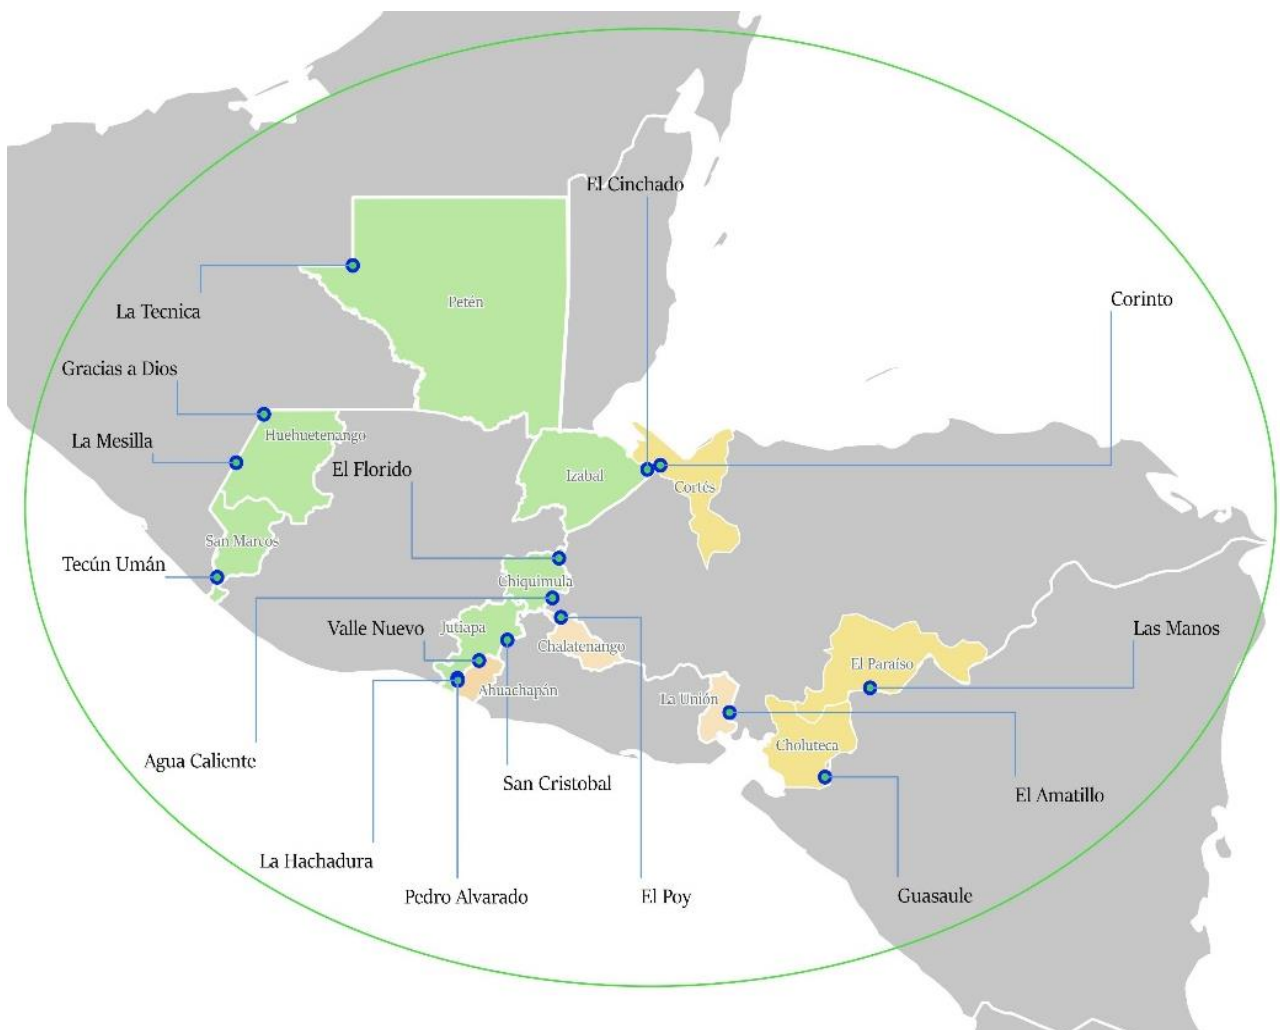 El Cinchado
Corinto
Petén
La Tecnica
Gracias a Dios
Huehuetenango
La Mesilla
El Florido
Izabal
Cortés
San Marcos
Tecún Umán
Chiquimula
Valle Nuevo
Jutiapa
Chalatenango
Las Manos
El Paraíso
Ahuachapán
La Unión
Choluteca
Agua Caliente
San Cristobal
El Amatillo
La Hachadura
Pedro Alvarado
El Poy
Guasaule